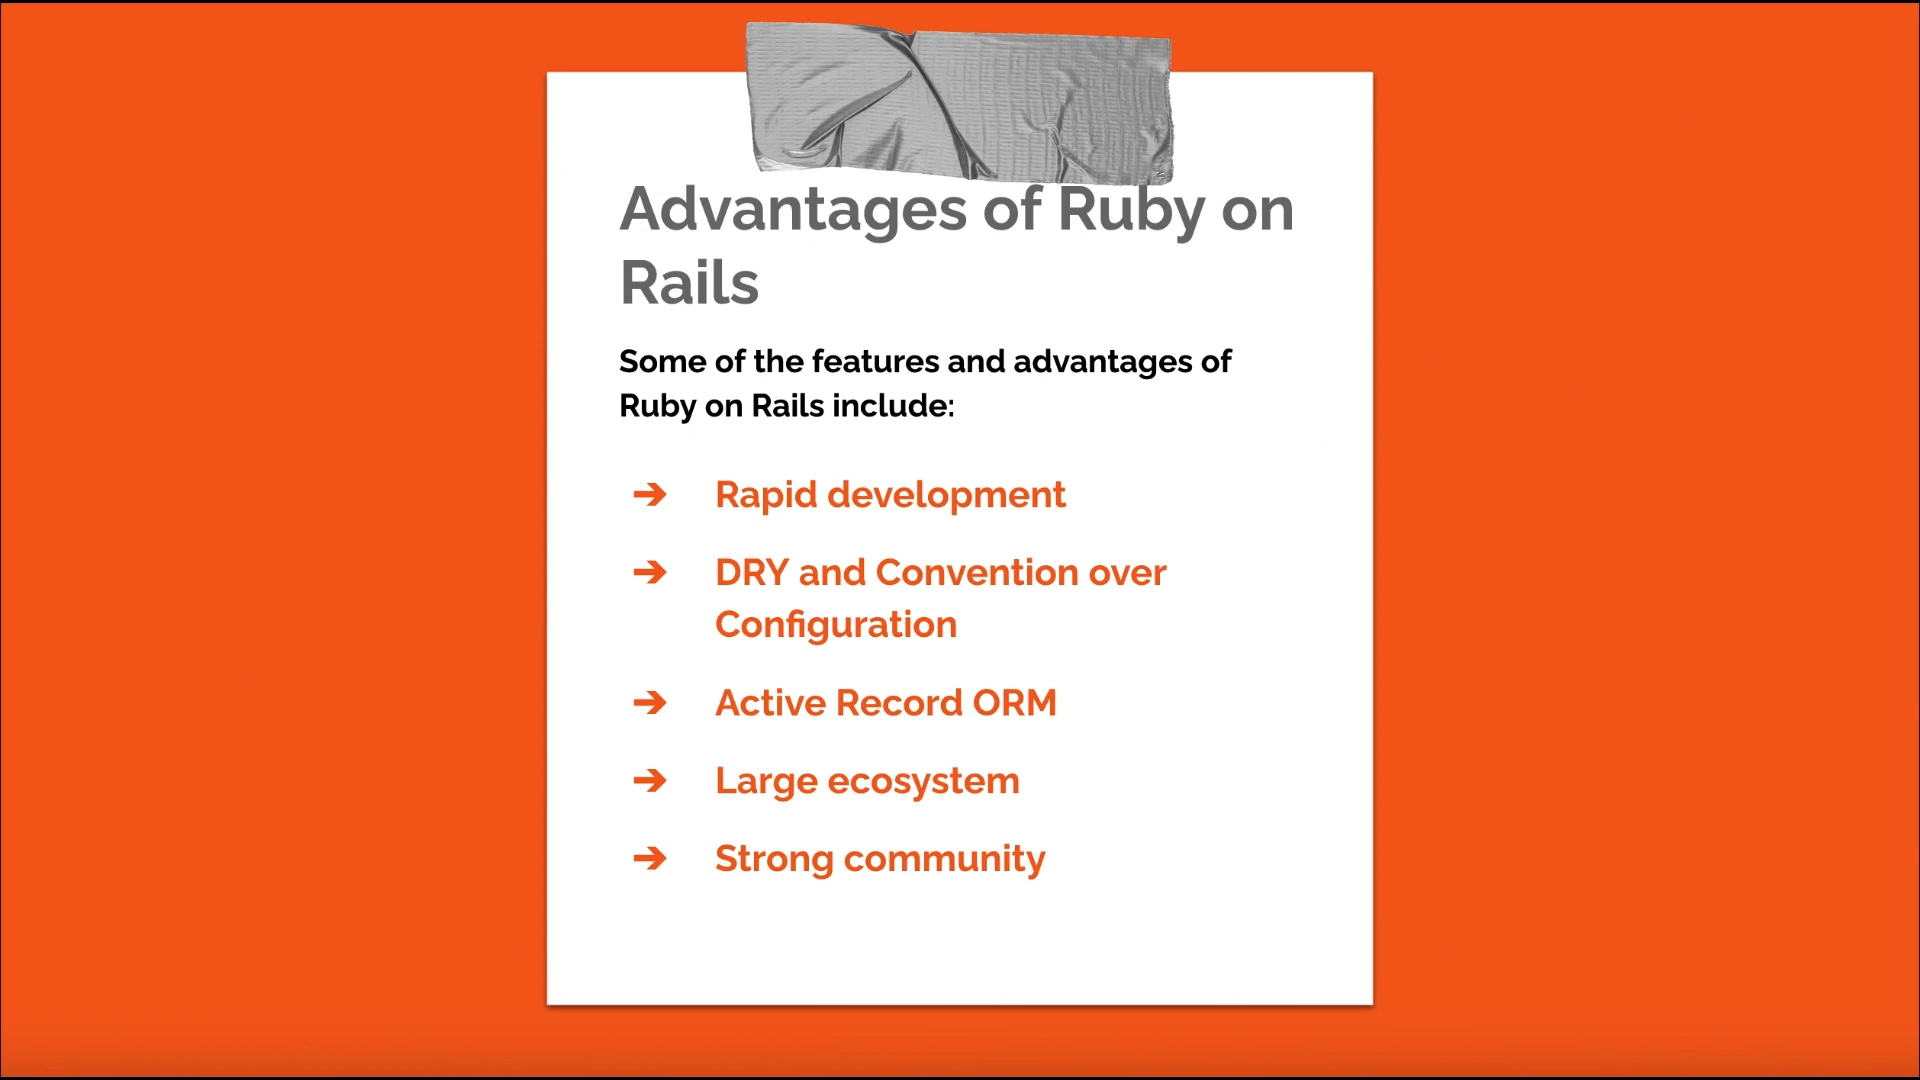 Advantages of Ruby on
Rails
Some of the features and advantages of
Ruby on Rails include:
➔ Rapid development
➔ DRY and Convention over
Configuration
➔ Active Record ORM
➔ Large ecosystem
➔ Strong community